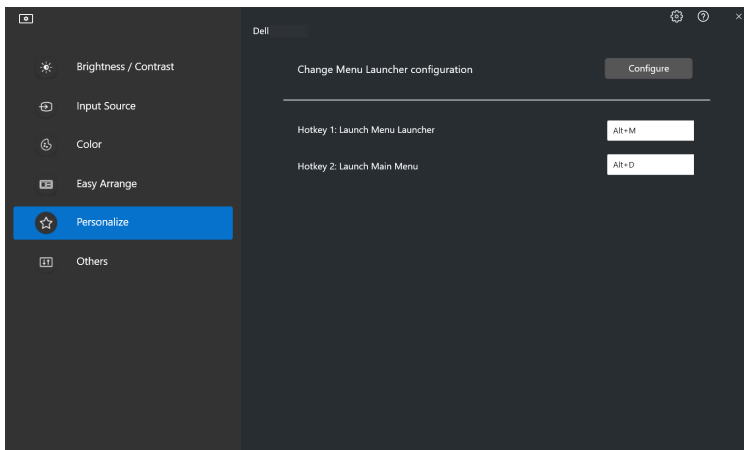 Dell
Brightness / Contrast
Input Source
Color
Easy Arrange
Personalize
Others
Change Menu Launcher configuration
Configure
Hotkey 1: Launch Menu Launcher
Alt+M
Hotkey 2: Launch Main Menu
Alt+D